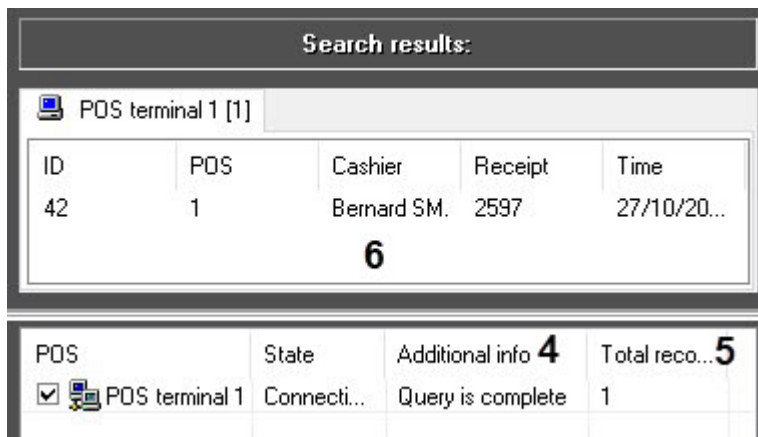 Search results:
POS terminal 1 [1]
ID POS Cashier Receipt Time
42 1 Bernard SM. 2597 27/10/20...
6
POS State Additional info 4 Total reco... 5
POS terminal 1 Connecti... Query is complete 1